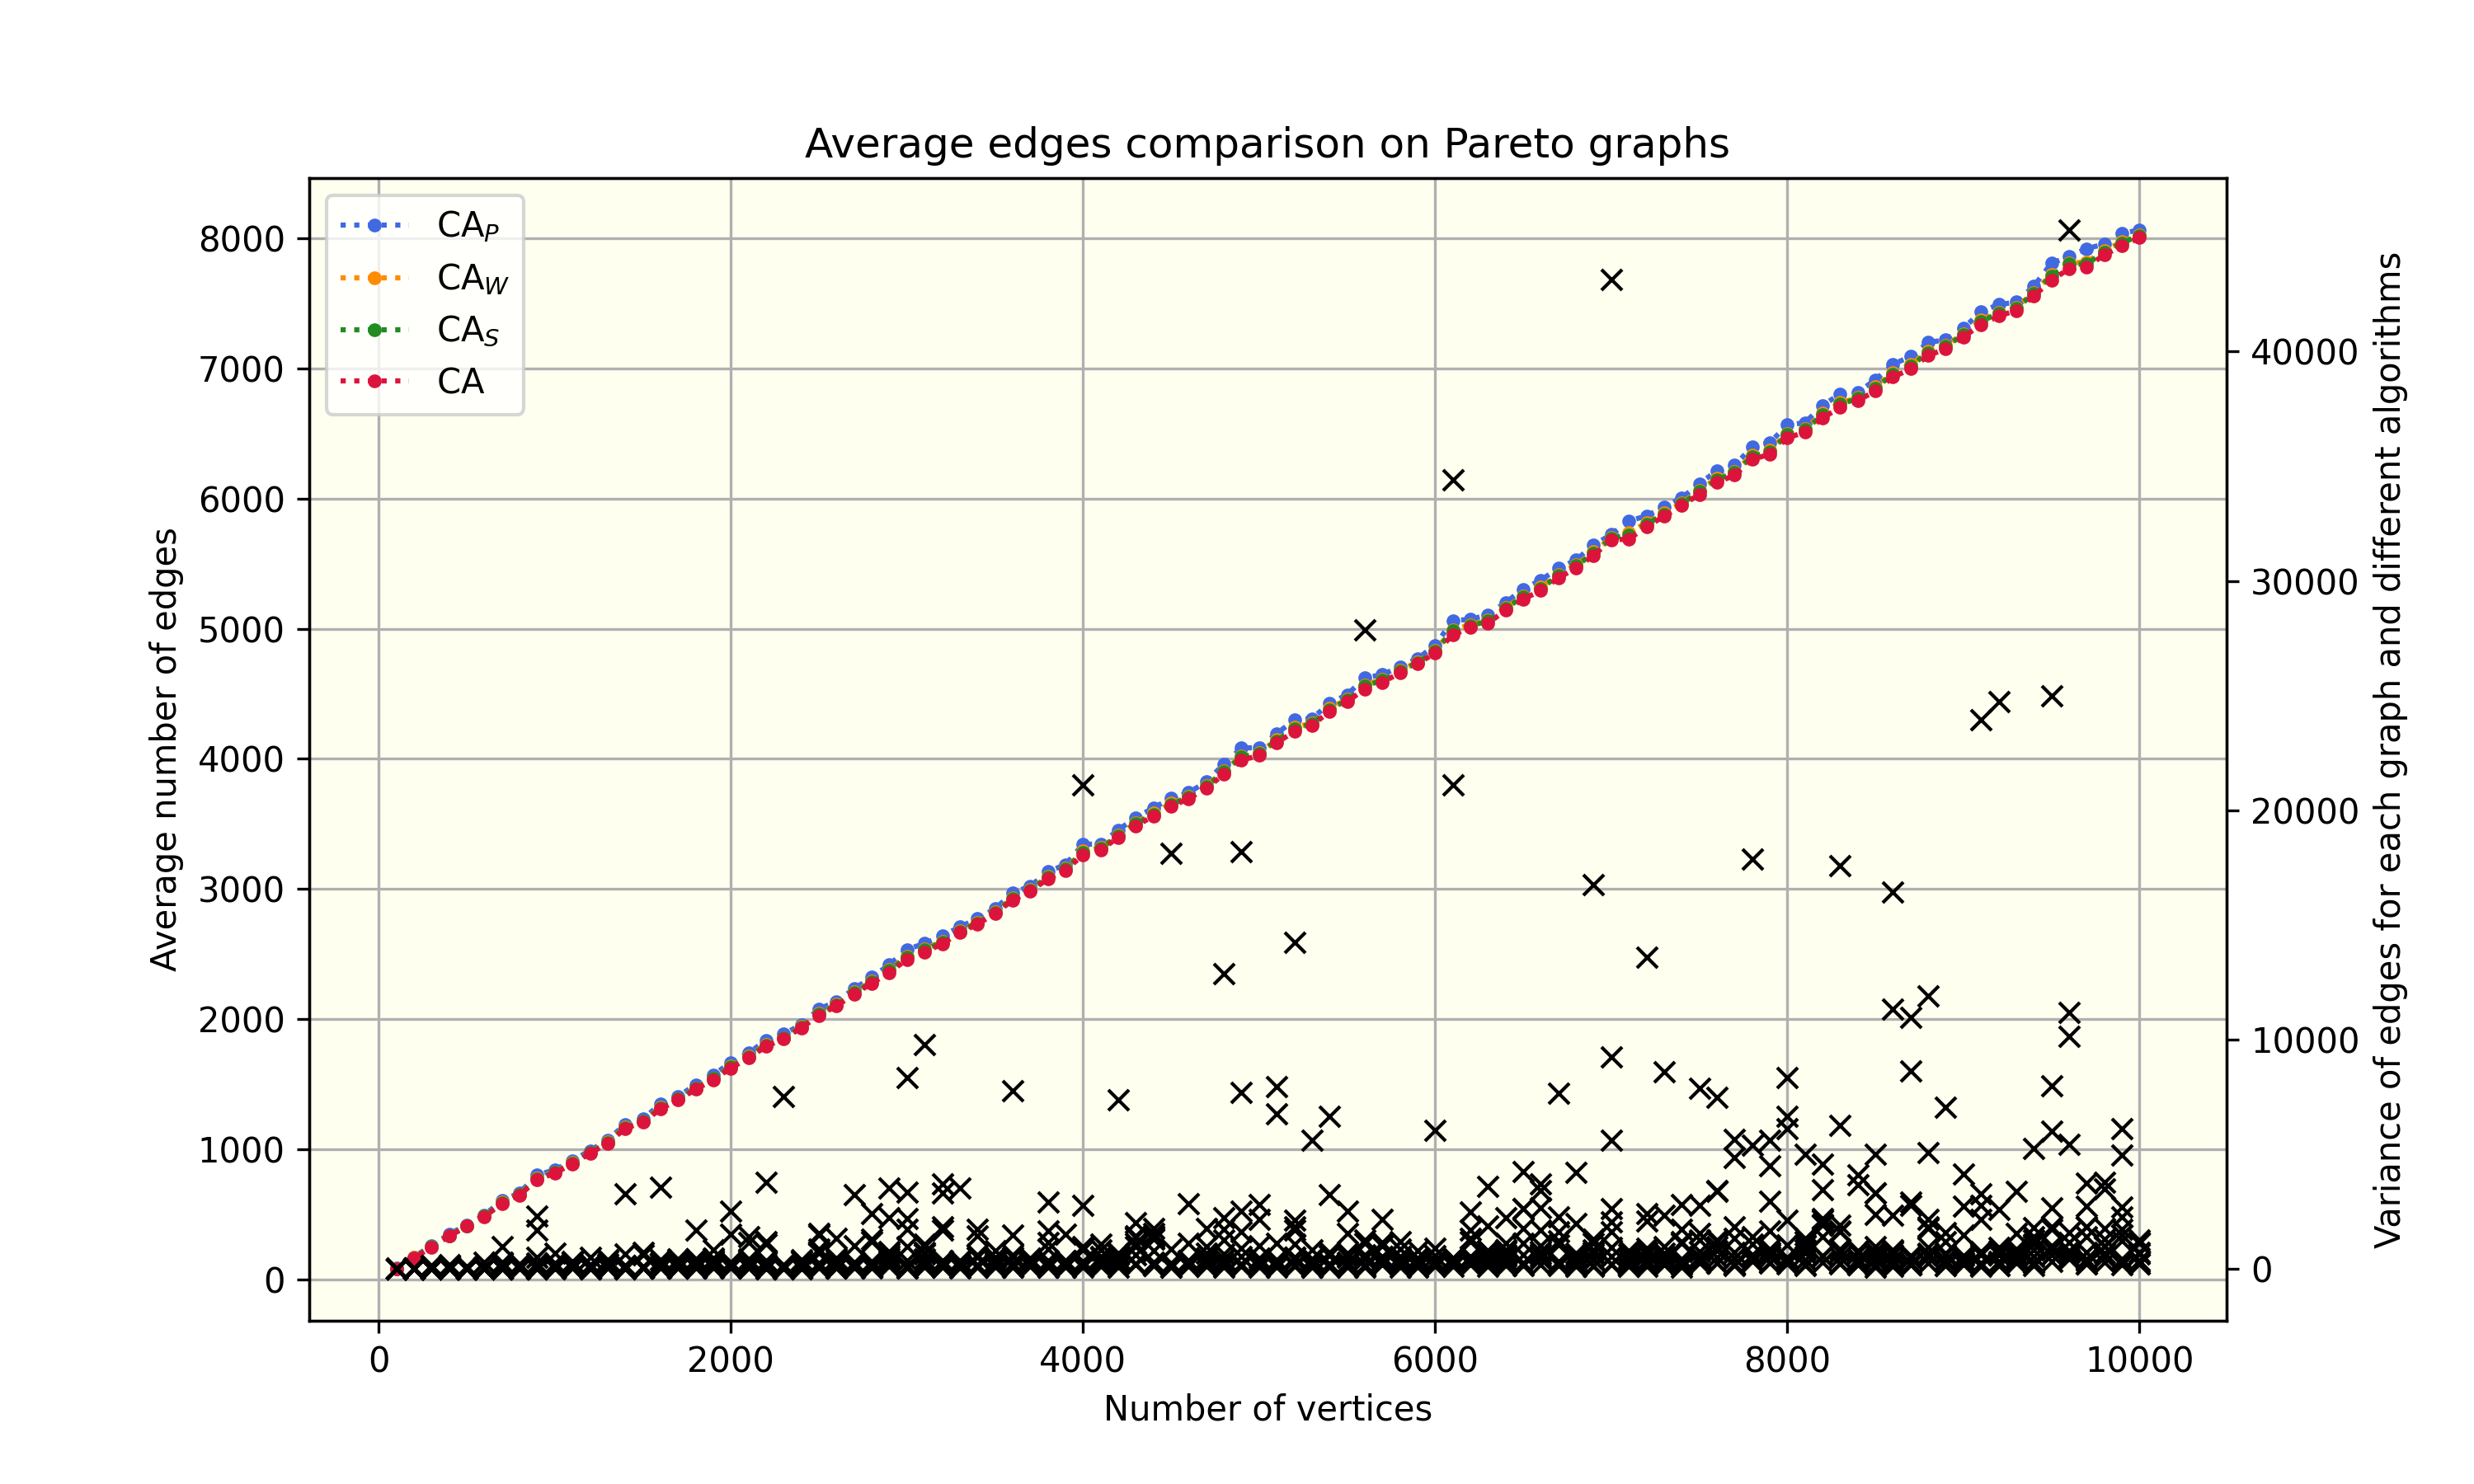 Average edges comparison on Pareto graphs
CA_P
CA_W
CA_S
CA
8000
7000
6000
5000
4000
3000
2000
1000
0
Average number of edges
40000
30000
20000
10000
0
Variance of edges for each graph and different algorithms
0 2000 4000 6000 8000 10000
Number of vertices